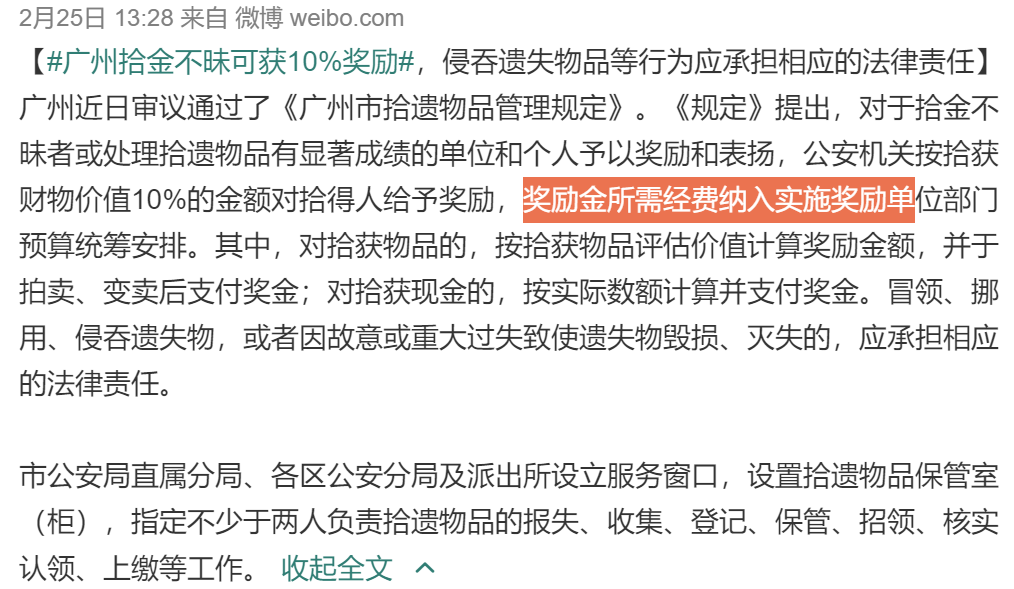 2月25日 13:28 来自 微博 weibo.com
【#广州拾金不昧可获10%奖励#，侵吞遗失物品等行为应承担相应的法律责任】
广州近日审议通过了《广州市拾遗物品管理规定》。《规定》提出，对于拾金不
昧者或处理拾遗物品有显著成绩的单位和个人予以奖励和表扬，公安机关按拾获
财物价值10%的金额对拾得人给予奖励，奖励金所需经费纳入实施奖励单位部门
预算统筹安排。其中，对拾获物品的，按拾获物品评估价值计算奖励金额，并于
拍卖、变卖后支付奖金；对拾获现金的，按实际数额计算并支付奖金。冒领、挪
用、侵吞遗失物，或者因故意或重大过失致使遗失物毁损、灭失的，应承担相应
的法律责任。
市公安局直属分局、各区公安分局及派出所设立服务窗口，设置拾遗物品保管室
（柜），指定不少于两人负责拾遗物品的报失、收集、登记、保管、招领、核实
认领、上缴等工作。 收起全文